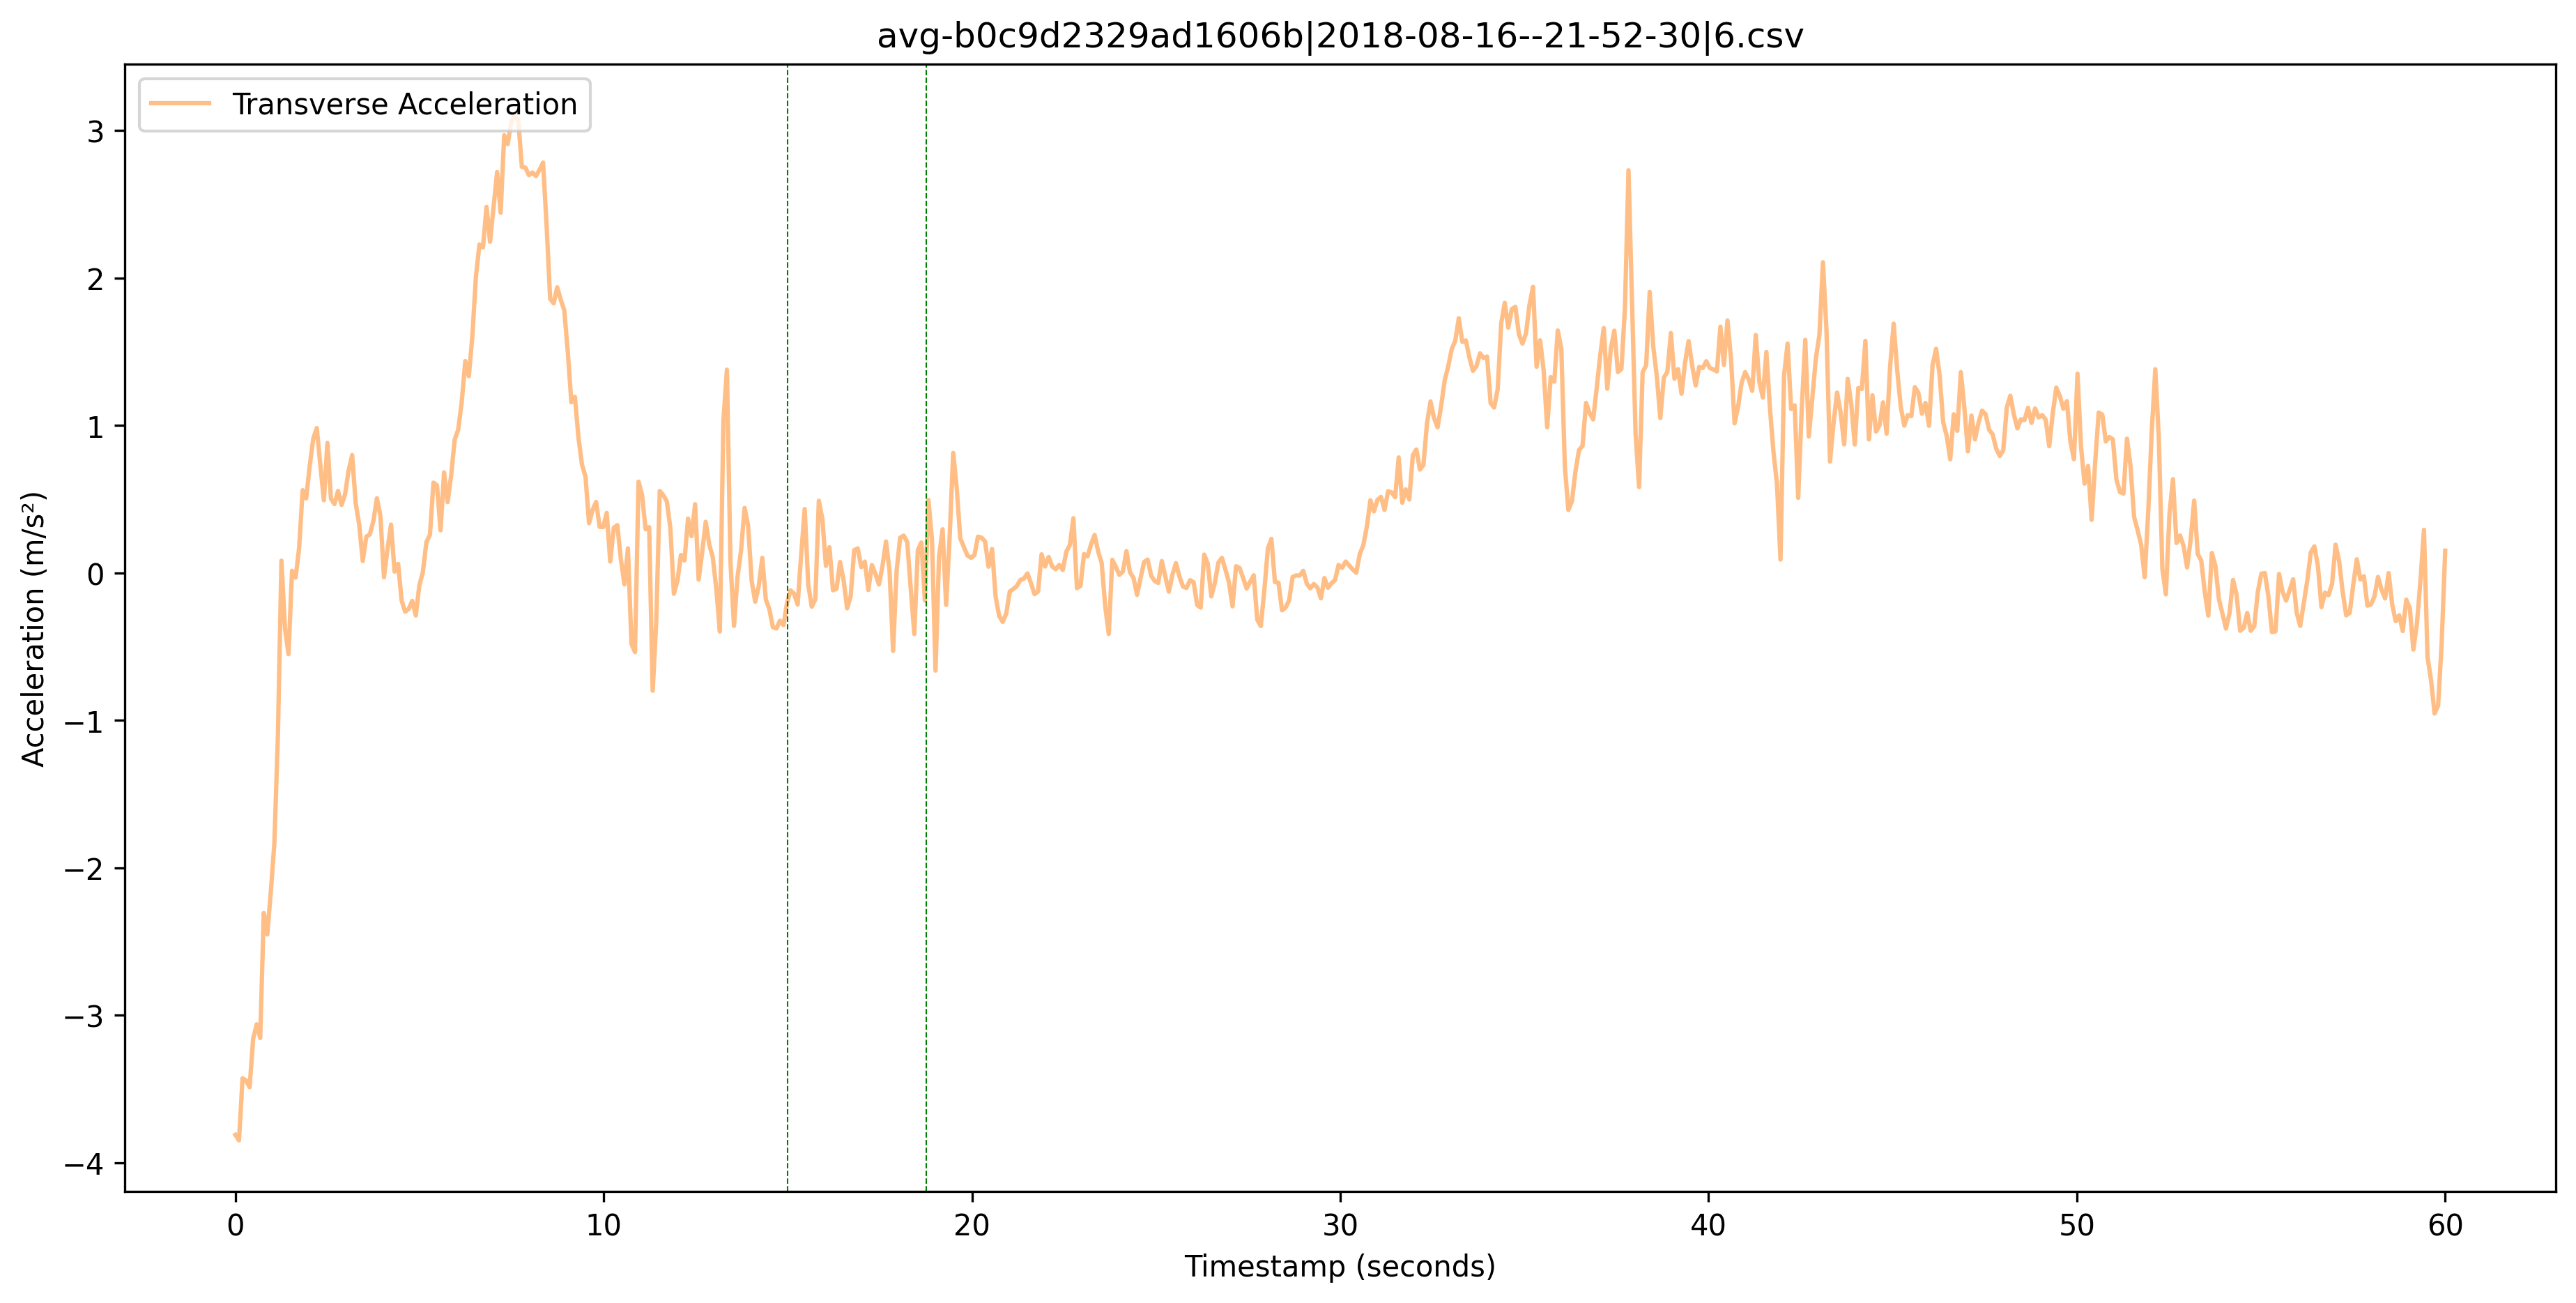 avg-b0c9d2329ad1606b|2018-08-16--21-52-30|6.csv
Transverse Acceleration
Acceleration (m/s²)
3
2
1
0
−1
−2
−3
−4
0 10 20 30 40 50 60
Timestamp (seconds)